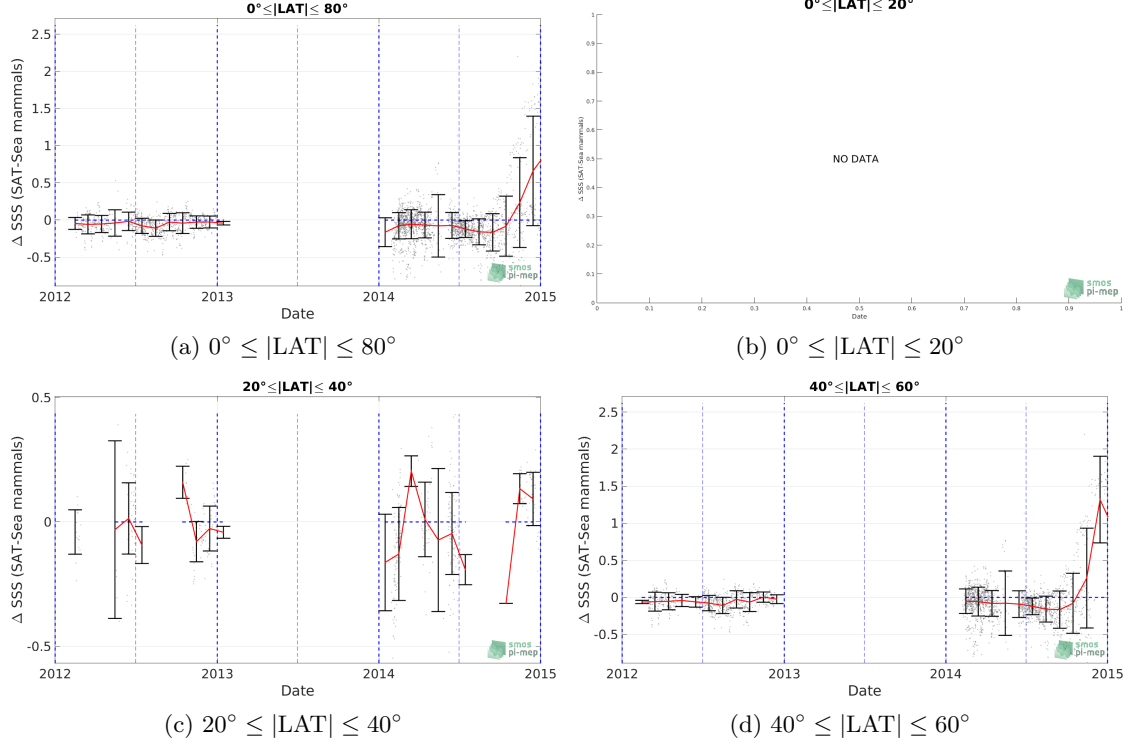 0°≤|LAT|≤ 80°
Δ SSS (SAT-Sea mammals)
2.5
2
1.5
1
0.5
0
-0.5
2012
2013
2014
2015
Date
smos
pi-mep
(a) 0° ≤ |LAT| ≤ 80°
0°≤|LAT|≤ 20°
Δ SSS (SAT-Sea mammals)
1
0.9
0.8
0.7
0.6
0.5
0.4
0.3
0.2
0.1
0
NO DATA
0
0.1
0.2
0.3
0.4
0.5
0.6
0.7
0.8
0.9
1
Date
smos
pi-mep
(b) 0° ≤ |LAT| ≤ 20°
20°≤|LAT|≤ 40°
Δ SSS (SAT-Sea mammals)
0.5
0
-0.5
2012
2013
2014
2015
Date
smos
pi-mep
(c) 20° ≤ |LAT| ≤ 40°
40°≤|LAT|≤ 60°
Δ SSS (SAT-Sea mammals)
2.5
2
1.5
1
0.5
0
-0.5
2012
2013
2014
2015
Date
smos
pi-mep
(d) 40° ≤ |LAT| ≤ 60°